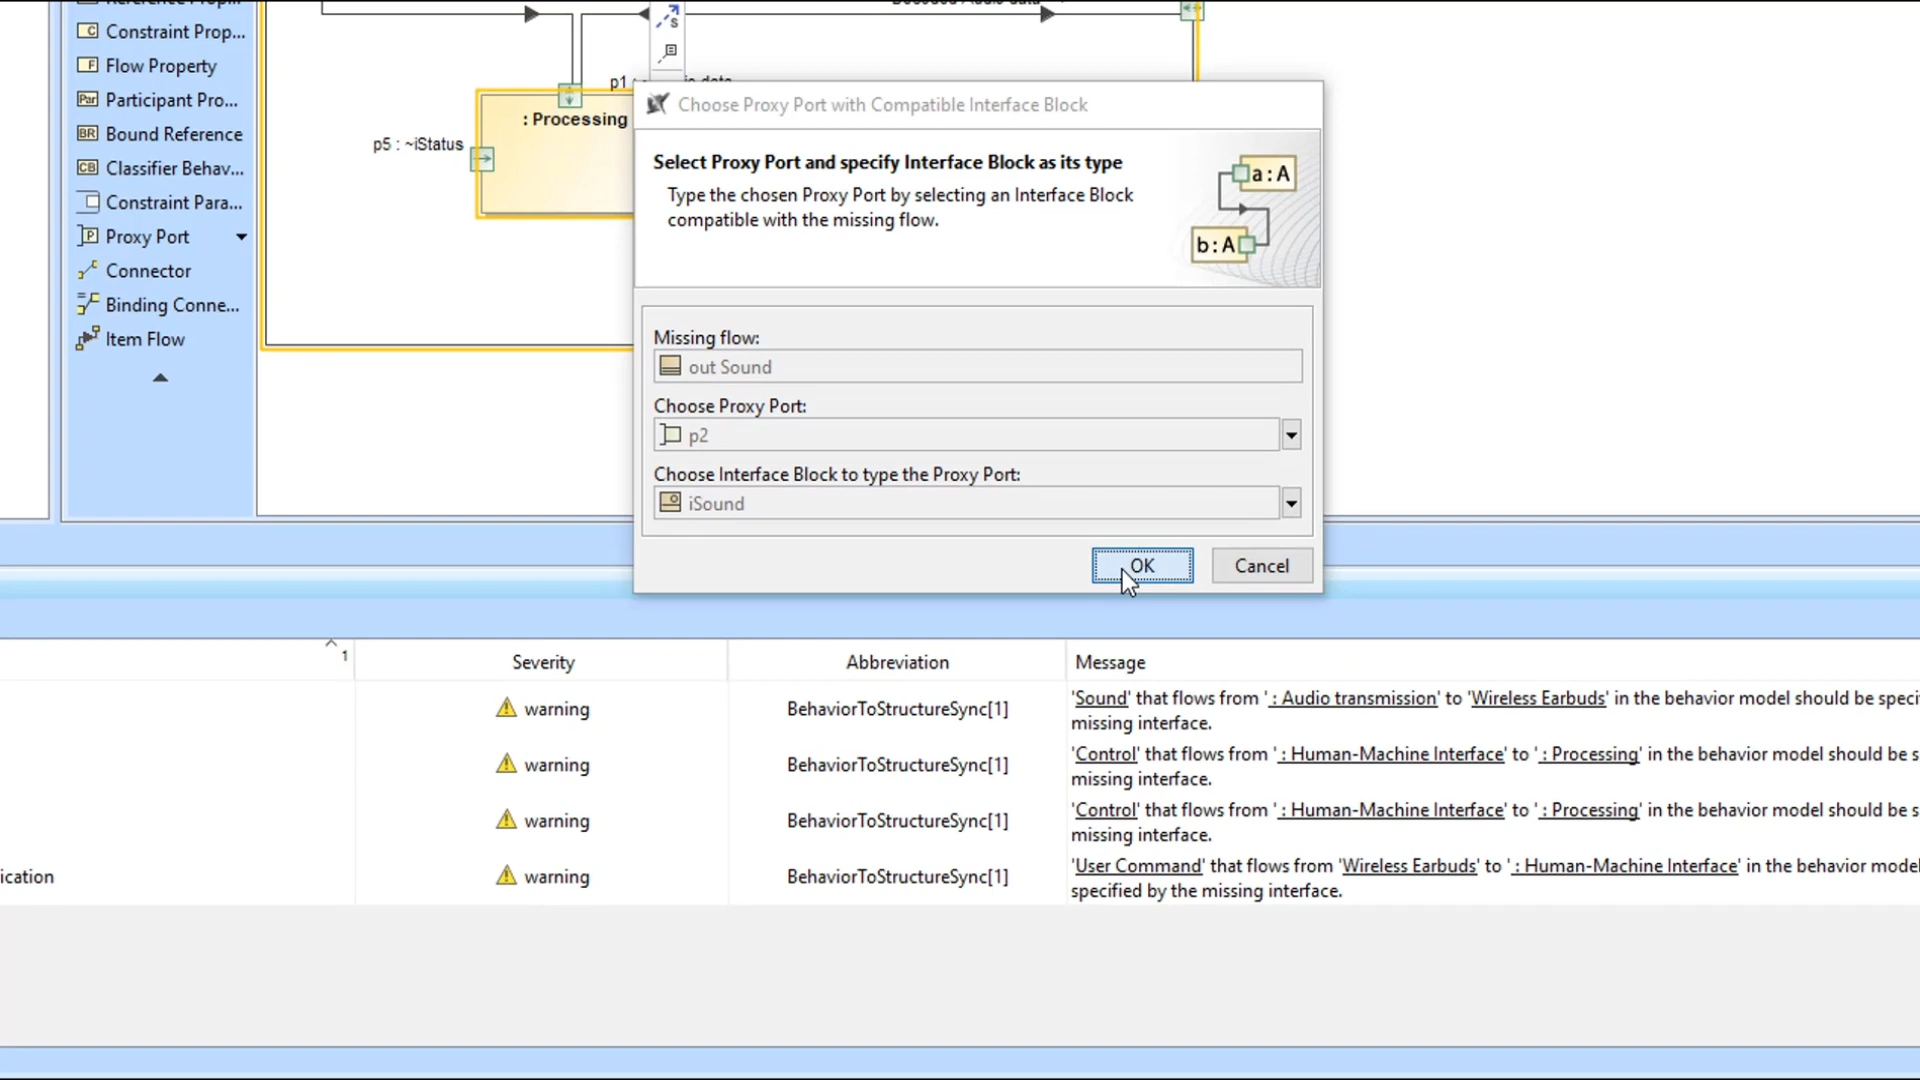 Constraint Prop...
Flow Property
Participant Pro...
Bound Reference
Classifier Behav...
Constraint Para...
Proxy Port
Connector
Binding Conne...
Item Flow
p1 :
: Processing
p5 : ~iStatus
Choose Proxy Port with Compatible Interface Block
Select Proxy Port and specify Interface Block as its type
Type the chosen Proxy Port by selecting an Interface Block
compatible with the missing flow.
a : A
b : A
Missing flow:
out Sound
Choose Proxy Port:
p2
Choose Interface Block to type the Proxy Port:
iSound
OK
Cancel
1
Severity
Abbreviation
Message
warning
BehaviorToStructureSync[1]
'Sound' that flows from ' : Audio transmission' to 'Wireless Earbuds' in the behavior model should be speci
missing interface.
warning
BehaviorToStructureSync[1]
'Control' that flows from ' : Human-Machine Interface' to ' : Processing' in the behavior model should be s
missing interface.
warning
BehaviorToStructureSync[1]
'Control' that flows from ' : Human-Machine Interface' to ' : Processing' in the behavior model should be s
missing interface.
ication
warning
BehaviorToStructureSync[1]
'User Command' that flows from 'Wireless Earbuds' to ' : Human-Machine Interface' in the behavior model
specified by the missing interface.